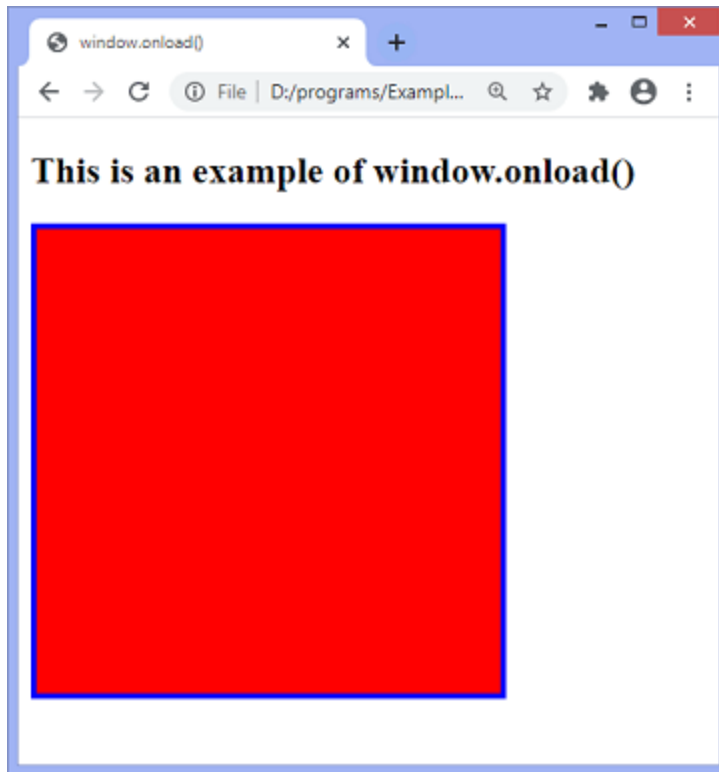 window.onload()
File | D:/programs/Exampl...
This is an example of window.onload()